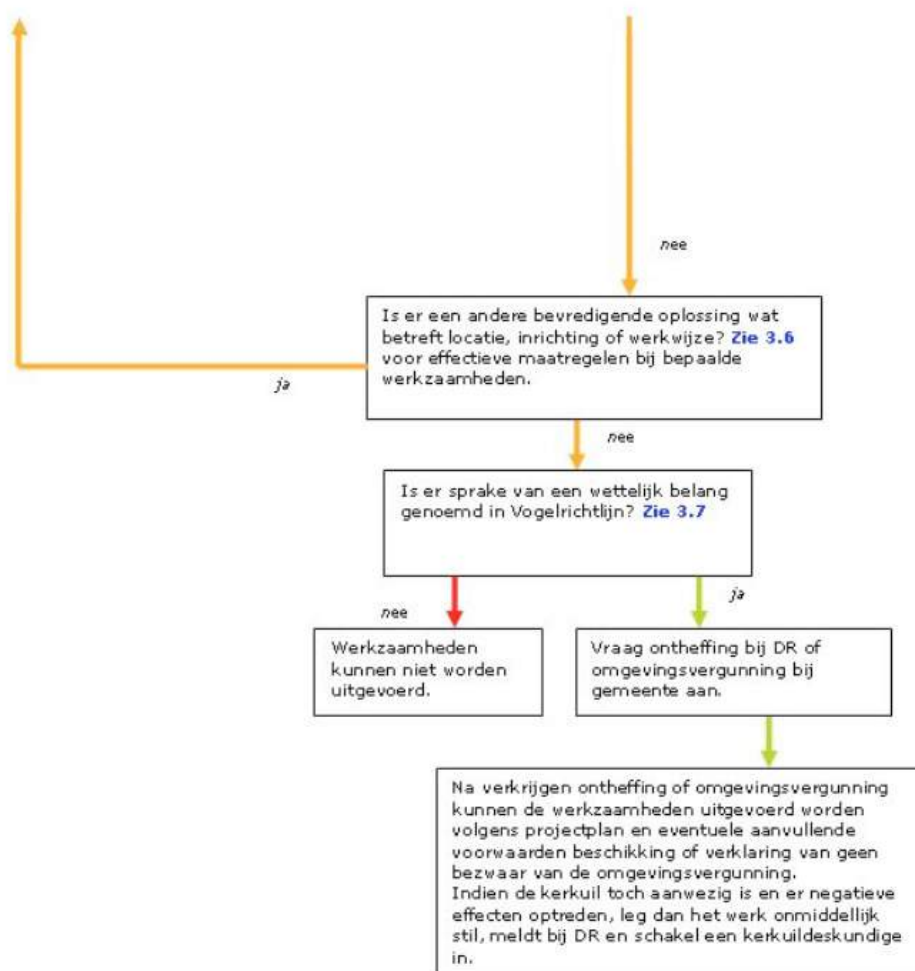 nee
Is er een andere bevredigende oplossing wat
betreft locatie, inrichting of werkwijze? Zie 3.6
voor effectieve maatregelen bij bepaalde
werkzaamheden.
ja
nee
Is er sprake van een wettelijk belang
genoemd in Vogelrichtlijn? Zie 3.7
nee
ja
Werkzaamheden
kunnen niet worden
uitgevoerd.
Vraag ontheffing bij DR of
omgevingsvergunning bij
gemeente aan.
Na verkrijgen ontheffing of omgevingsvergunning
kunnen de werkzaamheden uitgevoerd worden
volgens projectplan en eventuele aanvullende
voorwaarden beschikking of verklaring van geen
bezwaar van de omgevingsvergunning.
Indien de kerkuil toch aanwezig is en er negatieve
effecten optreden, leg dan het werk onmiddellijk
stil, meldt bij DR en schakel een kerkuildeskundige
in.